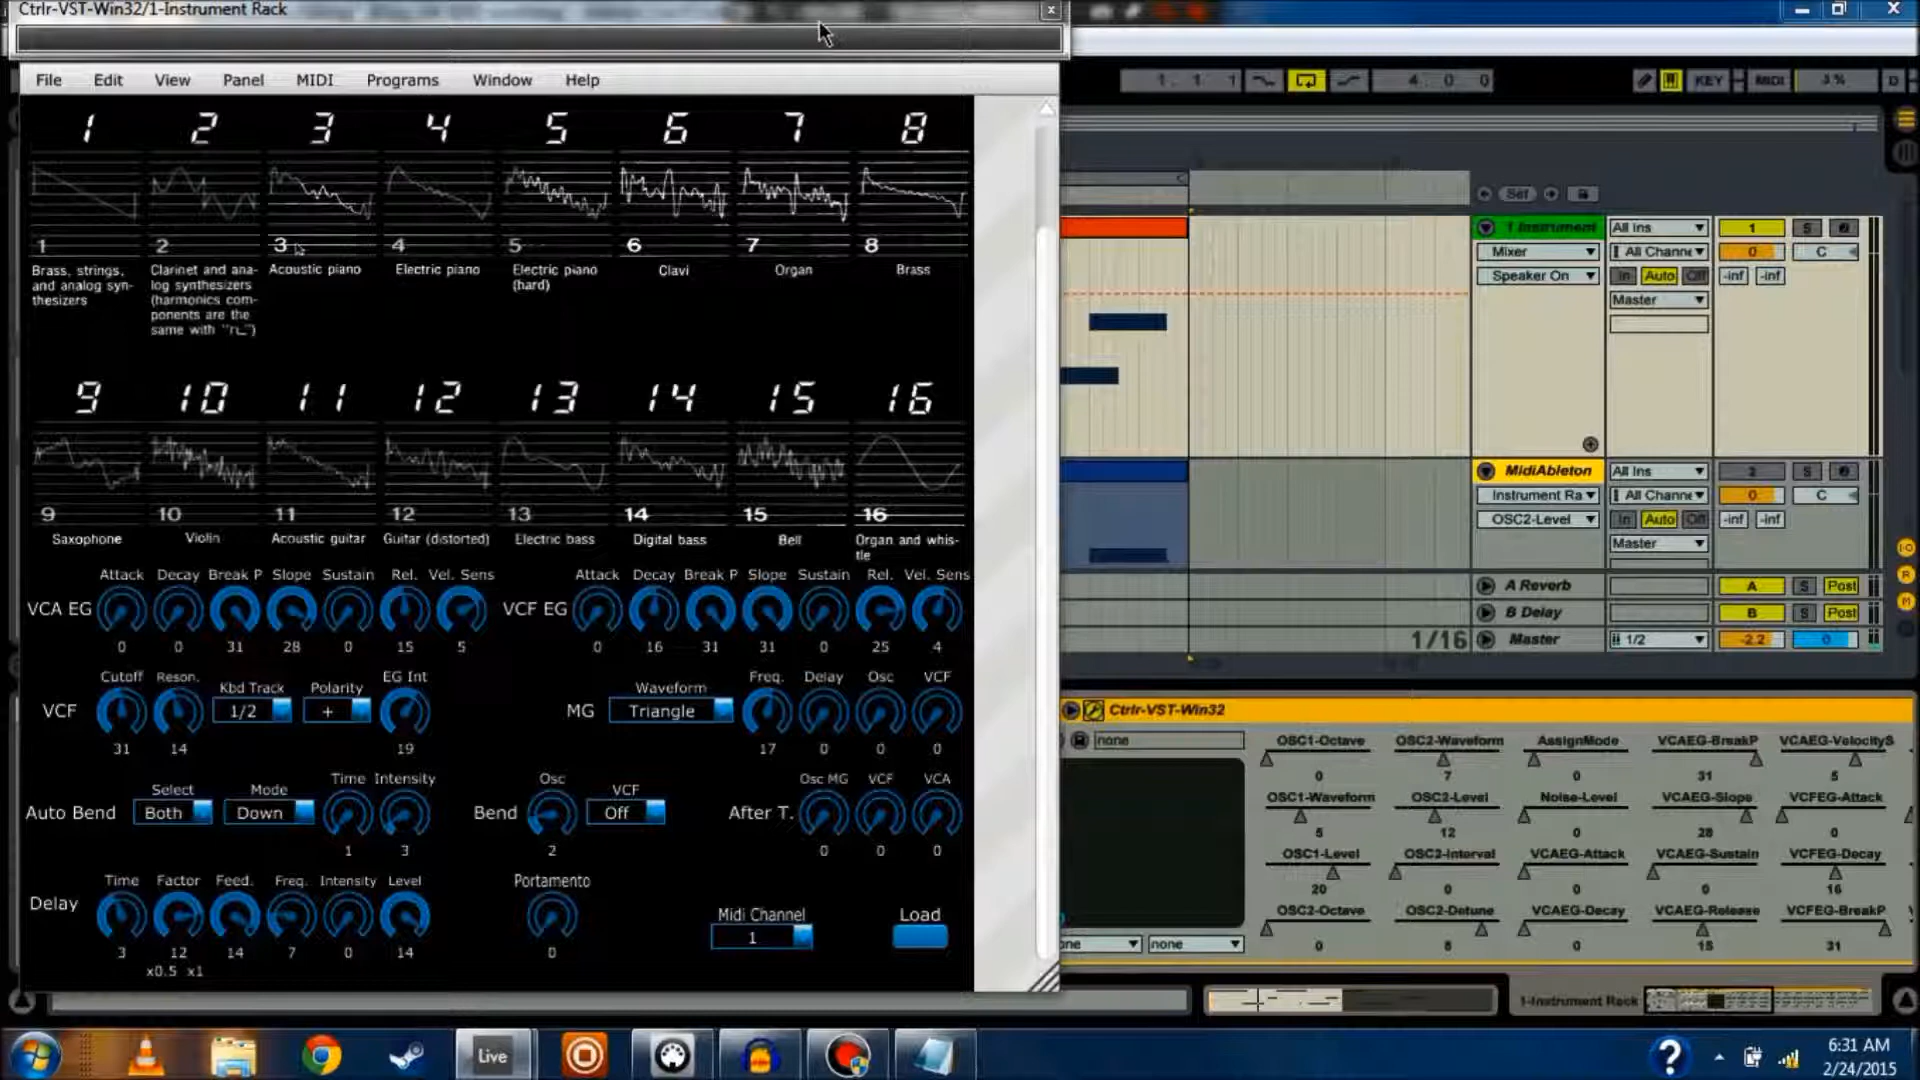 Ctrlr-VST-Win32/1-Instrument Rack
File Edit View Panel MIDI Programs Window Help
1. 1. 1 4. 0. 0 KEY MIDI 3 %  D
1 2 3 4 5 6 7 8
1 2 3 4 5 6 7 8
Brass, strings, and analog syn-
thesizers
Clarinet and ana-
log synthesizers
(harmonics com-
ponents are the
same with "
Acoustic piano
Electric piano
Electric piano
(hard)
Clavi
Organ
Brass
9 10 11 12 13 14 15 16
9 10 11 12 13 14 15 16
Saxophone
Violin
Acoustic guitar
Guitar (distorted)
Electric bass
Digital bass
Bell
Organ and whis-
tle
Attack Decay Break P Slope Sustain Rel. Vel. Sens
VCA EG
0 0 31 28 0 15 5
Attack Decay Break P Slope Sustain Rel. Vel. Sens
VCF EG
0 16 31 31 0 25 4
Cutoff Reson. Kbd Track Polarity EG Int
VCF 1/2 +
31 14 19
Waveform Freq. Delay Osc VCF
MG Triangle
17 0 0 0
Select Mode Time Intensity
Auto Bend Both Down
1 3
Osc VCF
Bend Off
2
Osc MG VCF VCA
After T.
0 0 0
Time Factor Feed. Freq. Intensity Level
Delay
3 12 14 7 0 14
x0.5 x1
Portamento
0
Midi Channel
1
Load
Set
1 Instrument All Ins 1 S
Mixer All Channe 0 C
Speaker On In Auto Off -inf -inf
Master
MidiAbleton All Ins 2 S
Instrument Ra All Channe 0 C
OSC2-Level In Auto Off -inf -inf
Master
A Reverb A S Post
B Delay B S Post
1/16 Master 1/2 -2.2 0
Ctrlr-VST-Win32
none
none
OSC1-Octave OSC2-Waveform AssignMode VCAEG-BreakP VCAEG-VelocityS
0 7 0 31 5
OSC1-Waveform OSC2-Level Noise-Level VCAEG-Slope VCFEG-Attack
5 12 0 28 0
OSC1-Level OSC2-Interval VCAEG-Attack VCAEG-Sustain VCFEG-Decay
20 0 0 0 16
OSC2-Octave OSC2-Detune VCAEG-Decay VCAEG-Release VCFEG-BreakP
0 0 15 31
1-Instrument Rack
Live
6:31 AM
2/24/2015